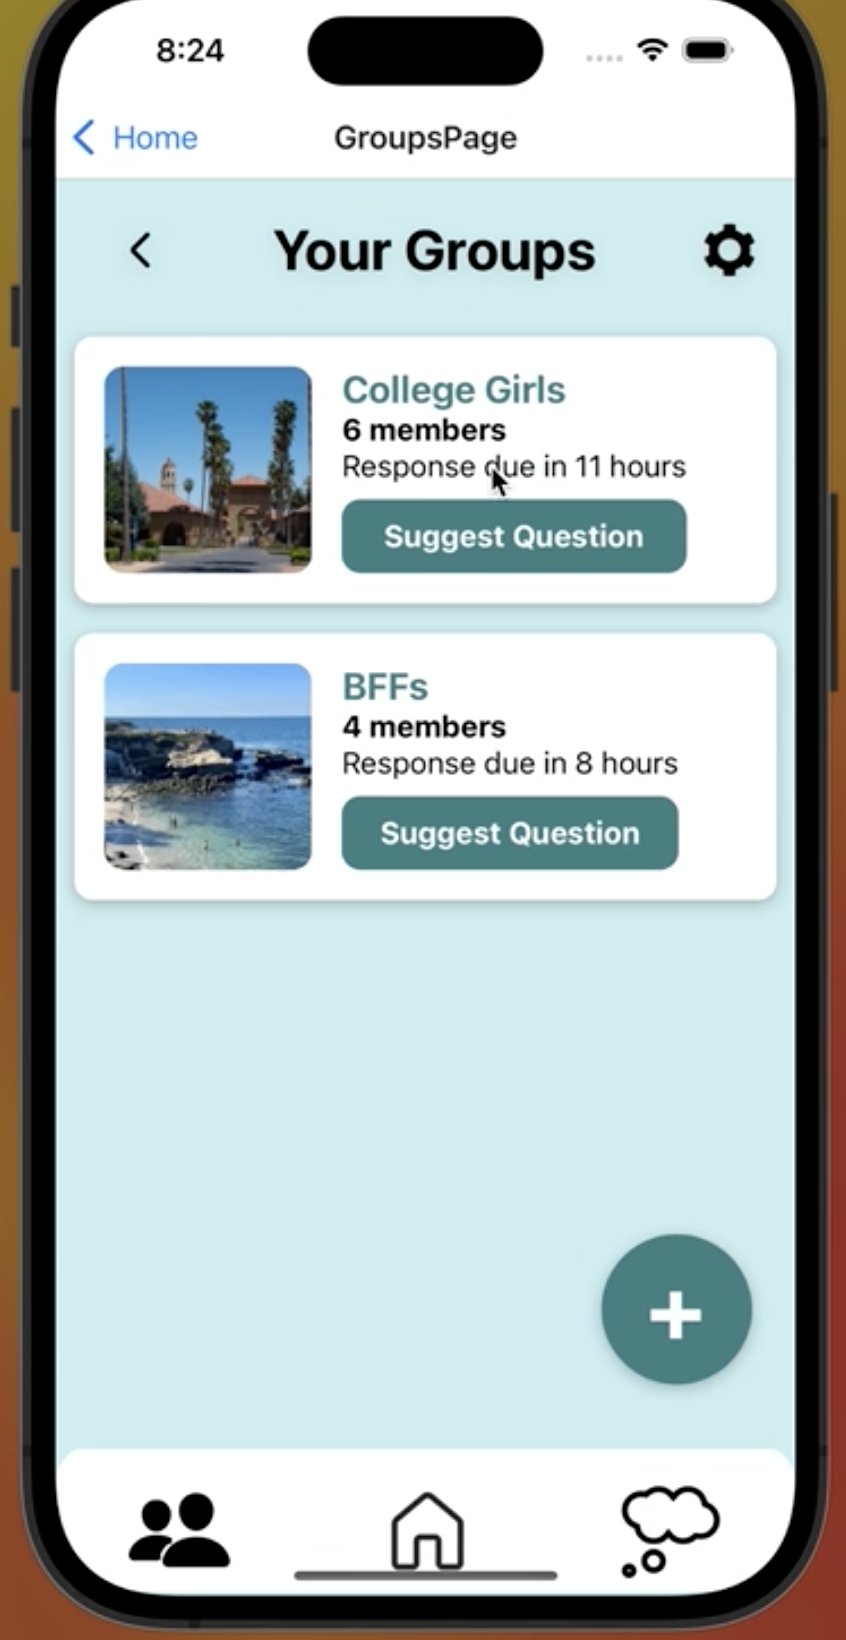 8:24
Home
GroupsPage
Your Groups
College Girls
6 members
Response due in 11 hours
Suggest Question
BFFs
4 members
Response due in 8 hours
Suggest Question
+